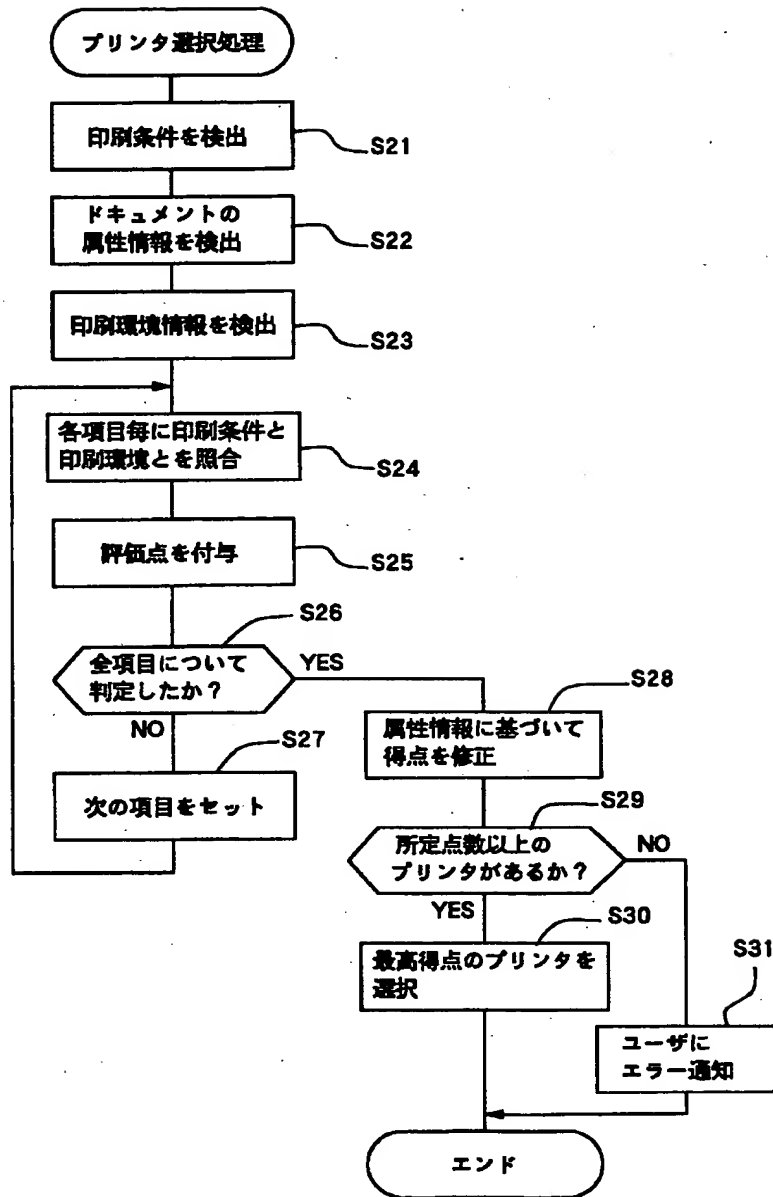 プリンタ選択処理
印刷条件を検出
S21
ドキュメントの
属性情報を検出
S22
印刷環境情報を検出
S23
各項目毎に印刷条件と
印刷環境とを照合
S24
評価点を付与
S25
S26
全項目について
判定したか？
YES
NO
S27
次の項目をセット
S28
属性情報に基づいて
得点を修正
S29
所定点数以上の
プリンタがあるか？
NO
YES
S30
最高得点のプリンタを
選択
S31
ユーザに
エラー通知
エンド